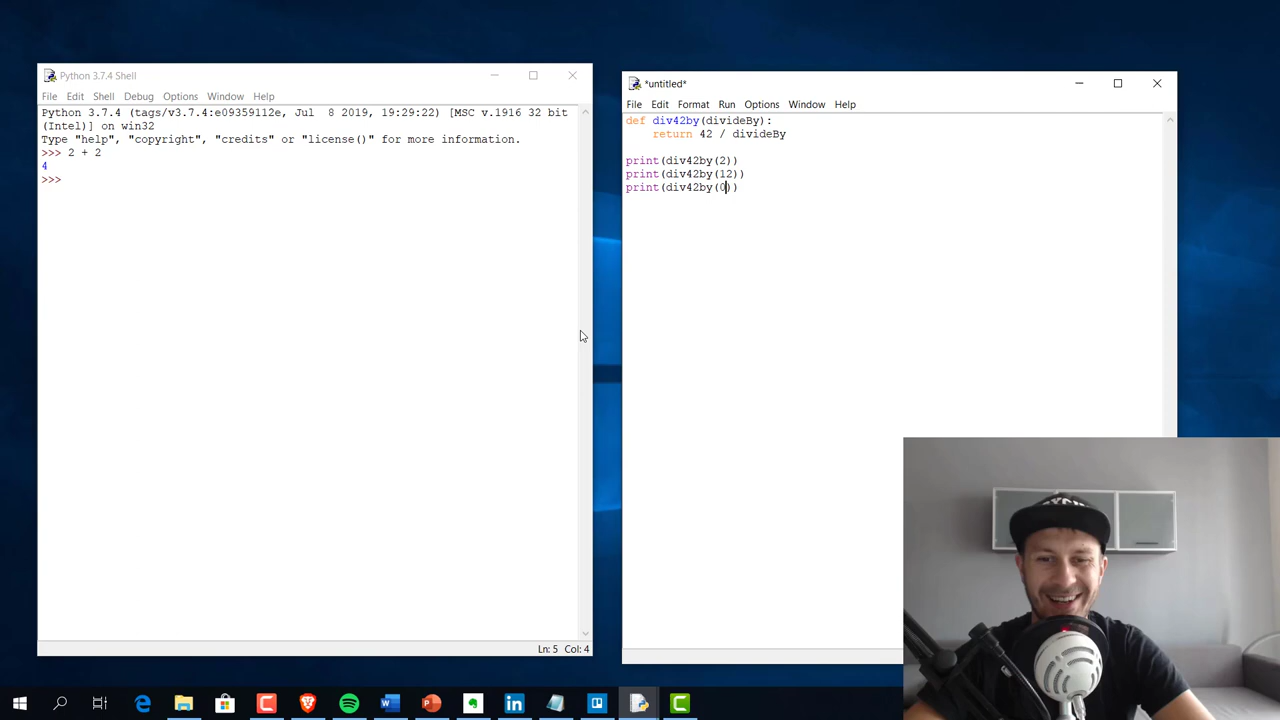 Python 3.7.4 Shell
File Edit Shell Debug Options Window Help
Python 3.7.4 (tags/v3.7.4:e09359112e, Jul  8 2019, 19:29:22) [MSC v.1916 32 bit
(Intel)] on win32
Type "help", "copyright", "credits" or "license()" for more information.
>>> 2 + 2
4
>>>
Ln: 5 Col: 4
*untitled*
File Edit Format Run Options Window Help
def div42by(divideBy):
    return 42 / divideBy
print(div42by(2))
print(div42by(12))
print(div42by(0))